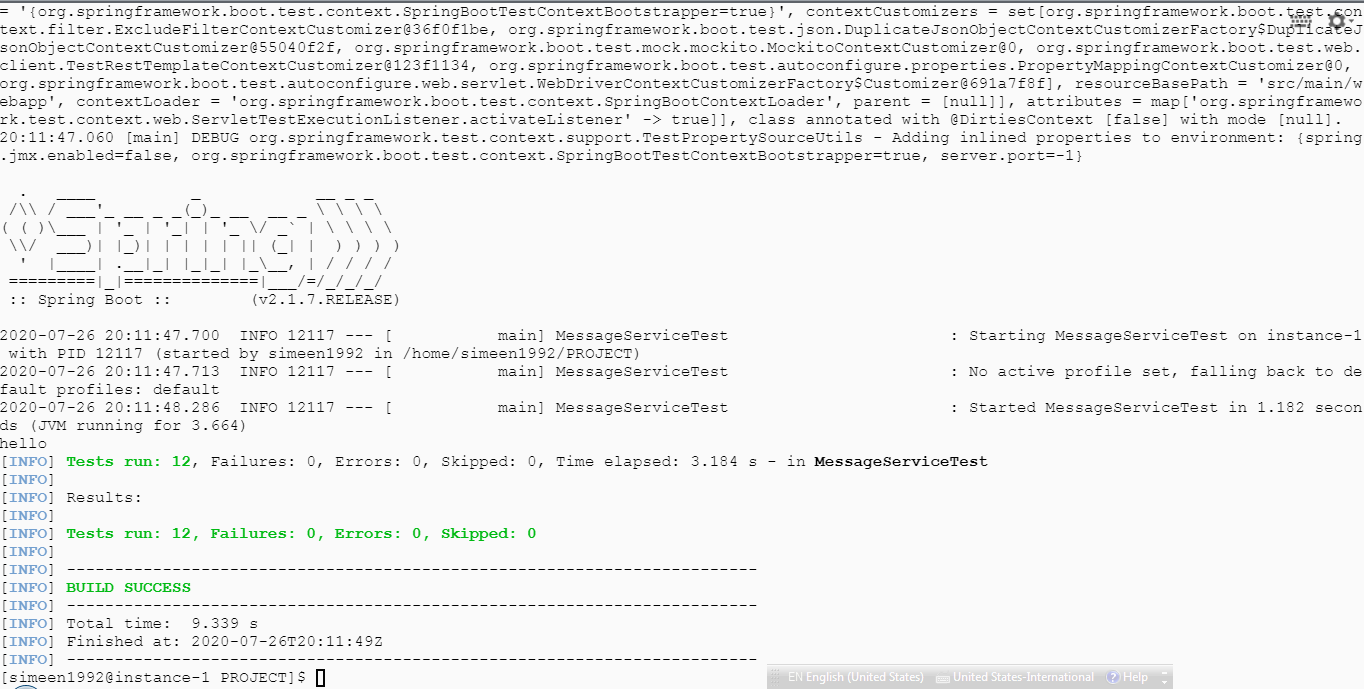 = '{org.springframework.boot.test.context.SpringBootTestContextBootstrapper=true}', contextCustomizers = set[org.springframework.boot.test.con
text.filter.ExcludeFilterContextCustomizer@36f0f1be, org.springframework.boot.test.json.DuplicateJsonObjectContextCustomizerFactory$DuplicateJ
sonObjectContextCustomizer@55040f2f, org.springframework.boot.test.mock.mockito.MockitoContextCustomizer@0, org.springframework.boot.test.web.
client.TestRestTemplateContextCustomizer@123f1134, org.springframework.boot.test.autoconfigure.properties.PropertyMappingContextCustomizer@0,
org.springframework.boot.test.autoconfigure.web.servlet.WebDriverContextCustomizerFactory$Customizer@691a7f8f], resourceBasePath = 'src/main/w
ebapp', contextLoader = 'org.springframework.boot.test.context.SpringBootContextLoader', parent = [null]], attributes = map['org.springframewo
rk.test.context.web.ServletTestExecutionListener.activateListener' -> true]], class annotated with @DirtiesContext [false] with mode [null].
20:11:47.060 [main] DEBUG org.springframework.test.context.support.TestPropertySourceUtils - Adding inlined properties to environment: {spring
.jmx.enabled=false, org.springframework.boot.test.context.SpringBootTestContextBootstrapper=true, server.port=-1}
  .   ____          _            __ _ _
 /\\ / ___'_ __ _ _(_)_ __  __ _ \ \ \ \
( ( )\___ | '_ | '_| | '_ \/ _` | \ \ \ \
 \\/  ___)| |_)| | | | | || (_| |  ) ) ) )
  '  |____| .__|_| |_|_| |_\__, | / / / /
 =========|_|==============|___/=/_/_/_/
 :: Spring Boot ::        (v2.1.7.RELEASE)
2020-07-26 20:11:47.700  INFO 12117 --- [           main] MessageServiceTest                       : Starting MessageServiceTest on instance-1
 with PID 12117 (started by simeen1992 in /home/simeen1992/PROJECT)
2020-07-26 20:11:47.713  INFO 12117 --- [           main] MessageServiceTest                       : No active profile set, falling back to de
fault profiles: default
2020-07-26 20:11:48.286  INFO 12117 --- [           main] MessageServiceTest                       : Started MessageServiceTest in 1.182 secon
ds (JVM running for 3.664)
hello
[INFO] Tests run: 12, Failures: 0, Errors: 0, Skipped: 0, Time elapsed: 3.184 s - in MessageServiceTest
[INFO]
[INFO] Results:
[INFO]
[INFO] Tests run: 12, Failures: 0, Errors: 0, Skipped: 0
[INFO]
[INFO] ------------------------------------------------------------------------
[INFO] BUILD SUCCESS
[INFO] ------------------------------------------------------------------------
[INFO] Total time:  9.339 s
[INFO] Finished at: 2020-07-26T20:11:49Z
[INFO] ------------------------------------------------------------------------
[simeen1992@instance-1 PROJECT]$
EN English (United States) United States-International Help